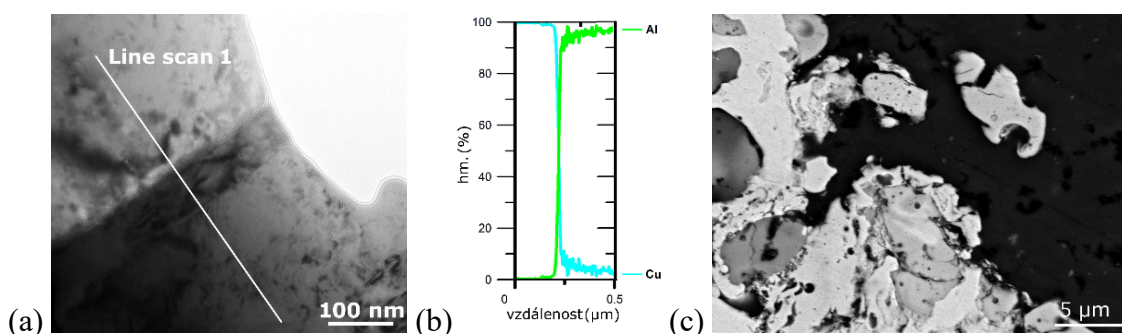 Line scan 1
100 nm
(a)
100
80
60
40
20
0
hm. (%)
0
0.5
vzdálenost (µm)
Al
Cu
(b)
5 µm
(c)